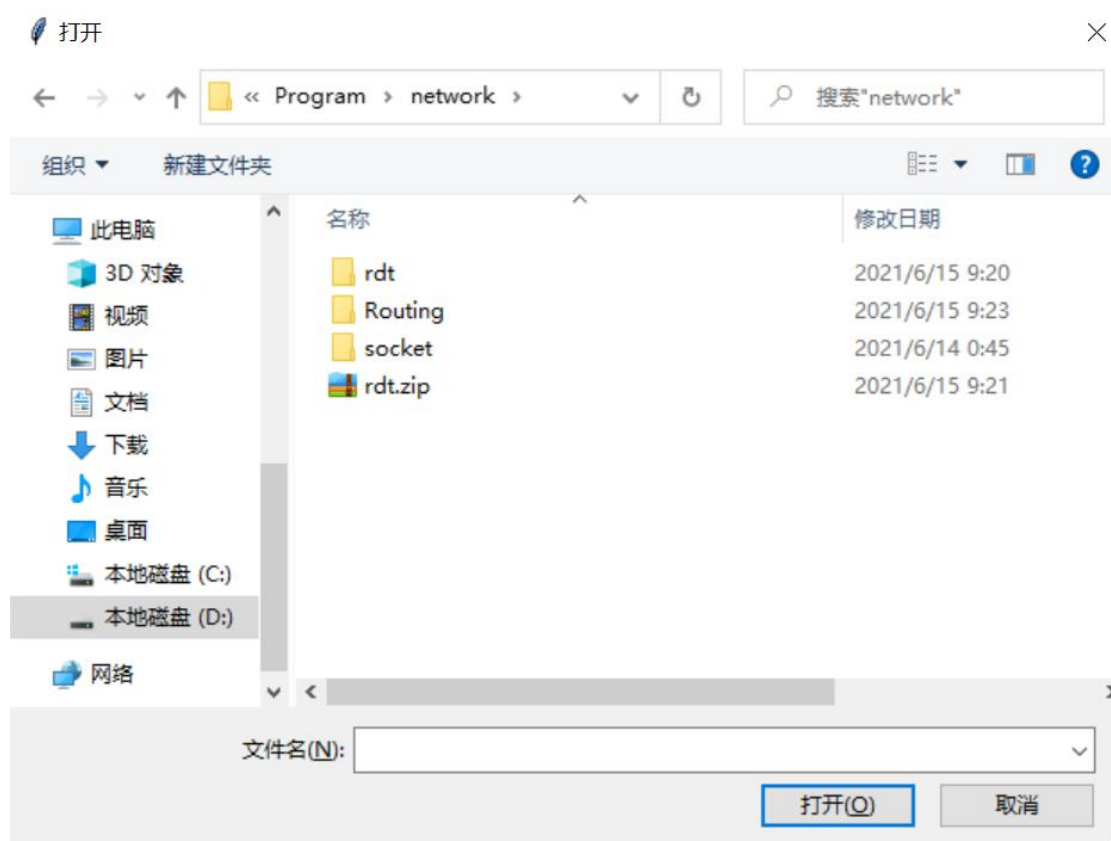 打开
« Program › network ›
搜索"network"
组织
新建文件夹
此电脑
3D 对象
视频
图片
文档
下载
音乐
桌面
本地磁盘 (C:)
本地磁盘 (D:)
网络
名称
修改日期
rdt
2021/6/15 9:20
Routing
2021/6/15 9:23
socket
2021/6/14 0:45
rdt.zip
2021/6/15 9:21
文件名(N):
打开(O)
取消